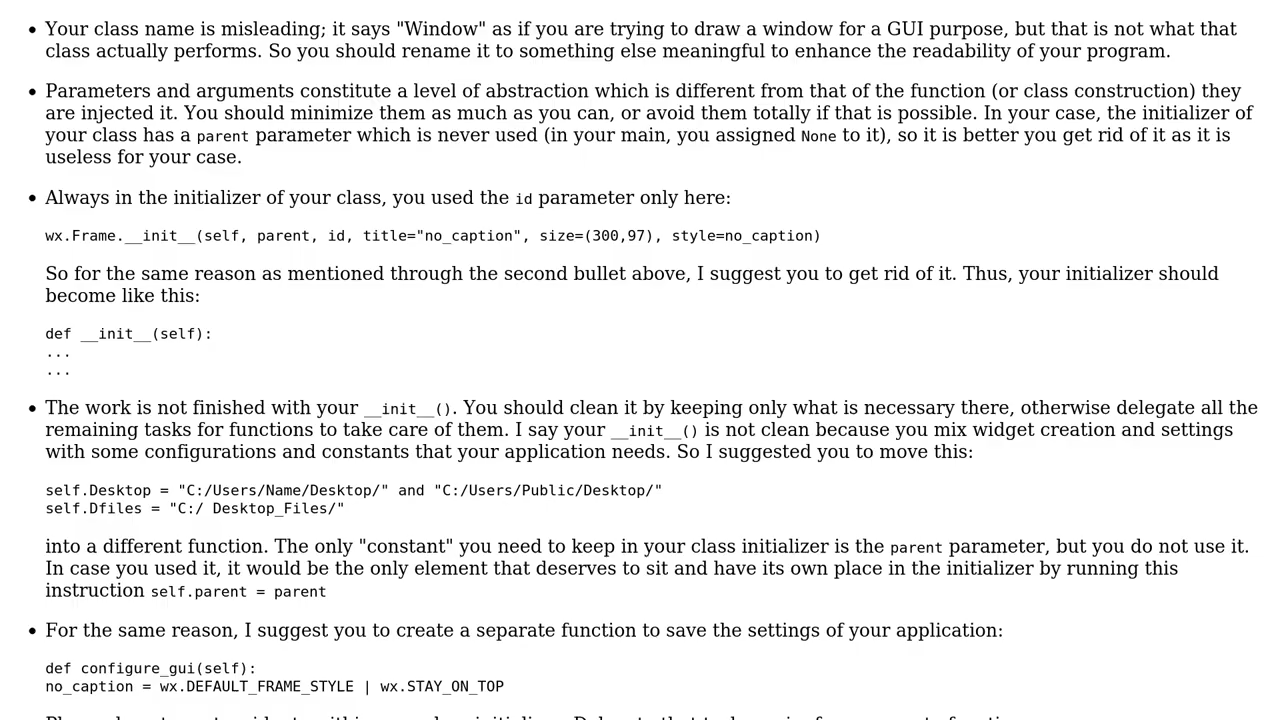 Your class name is misleading; it says "Window" as if you are trying to draw a window for a GUI purpose, but that is not what that
class actually performs. So you should rename it to something else meaningful to enhance the readability of your program.
Parameters and arguments constitute a level of abstraction which is different from that of the function (or class construction) they
are injected it. You should minimize them as much as you can, or avoid them totally if that is possible. In your case, the initializer of
your class has a parent parameter which is never used (in your main, you assigned None to it), so it is better you get rid of it as it is
useless for your case.
Always in the initializer of your class, you used the id parameter only here:
wx.Frame.__init__(self, parent, id, title="no_caption", size=(300,97), style=no_caption)
So for the same reason as mentioned through the second bullet above, I suggest you to get rid of it. Thus, your initializer should
become like this:
def __init__(self):
...
...
The work is not finished with your __init__(). You should clean it by keeping only what is necessary there, otherwise delegate all the
remaining tasks for functions to take care of them. I say your __init__() is not clean because you mix widget creation and settings
with some configurations and constants that your application needs. So I suggested you to move this:
self.Desktop = "C:/Users/Name/Desktop/" and "C:/Users/Public/Desktop/"
self.Dfiles = "C:/ Desktop_Files/"
into a different function. The only "constant" you need to keep in your class initializer is the parent parameter, but you do not use it.
In case you used it, it would be the only element that deserves to sit and have its own place in the initializer by running this
instruction self.parent = parent
For the same reason, I suggest you to create a separate function to save the settings of your application:
def configure_gui(self):
no_caption = wx.DEFAULT_FRAME_STYLE | wx.STAY_ON_TOP